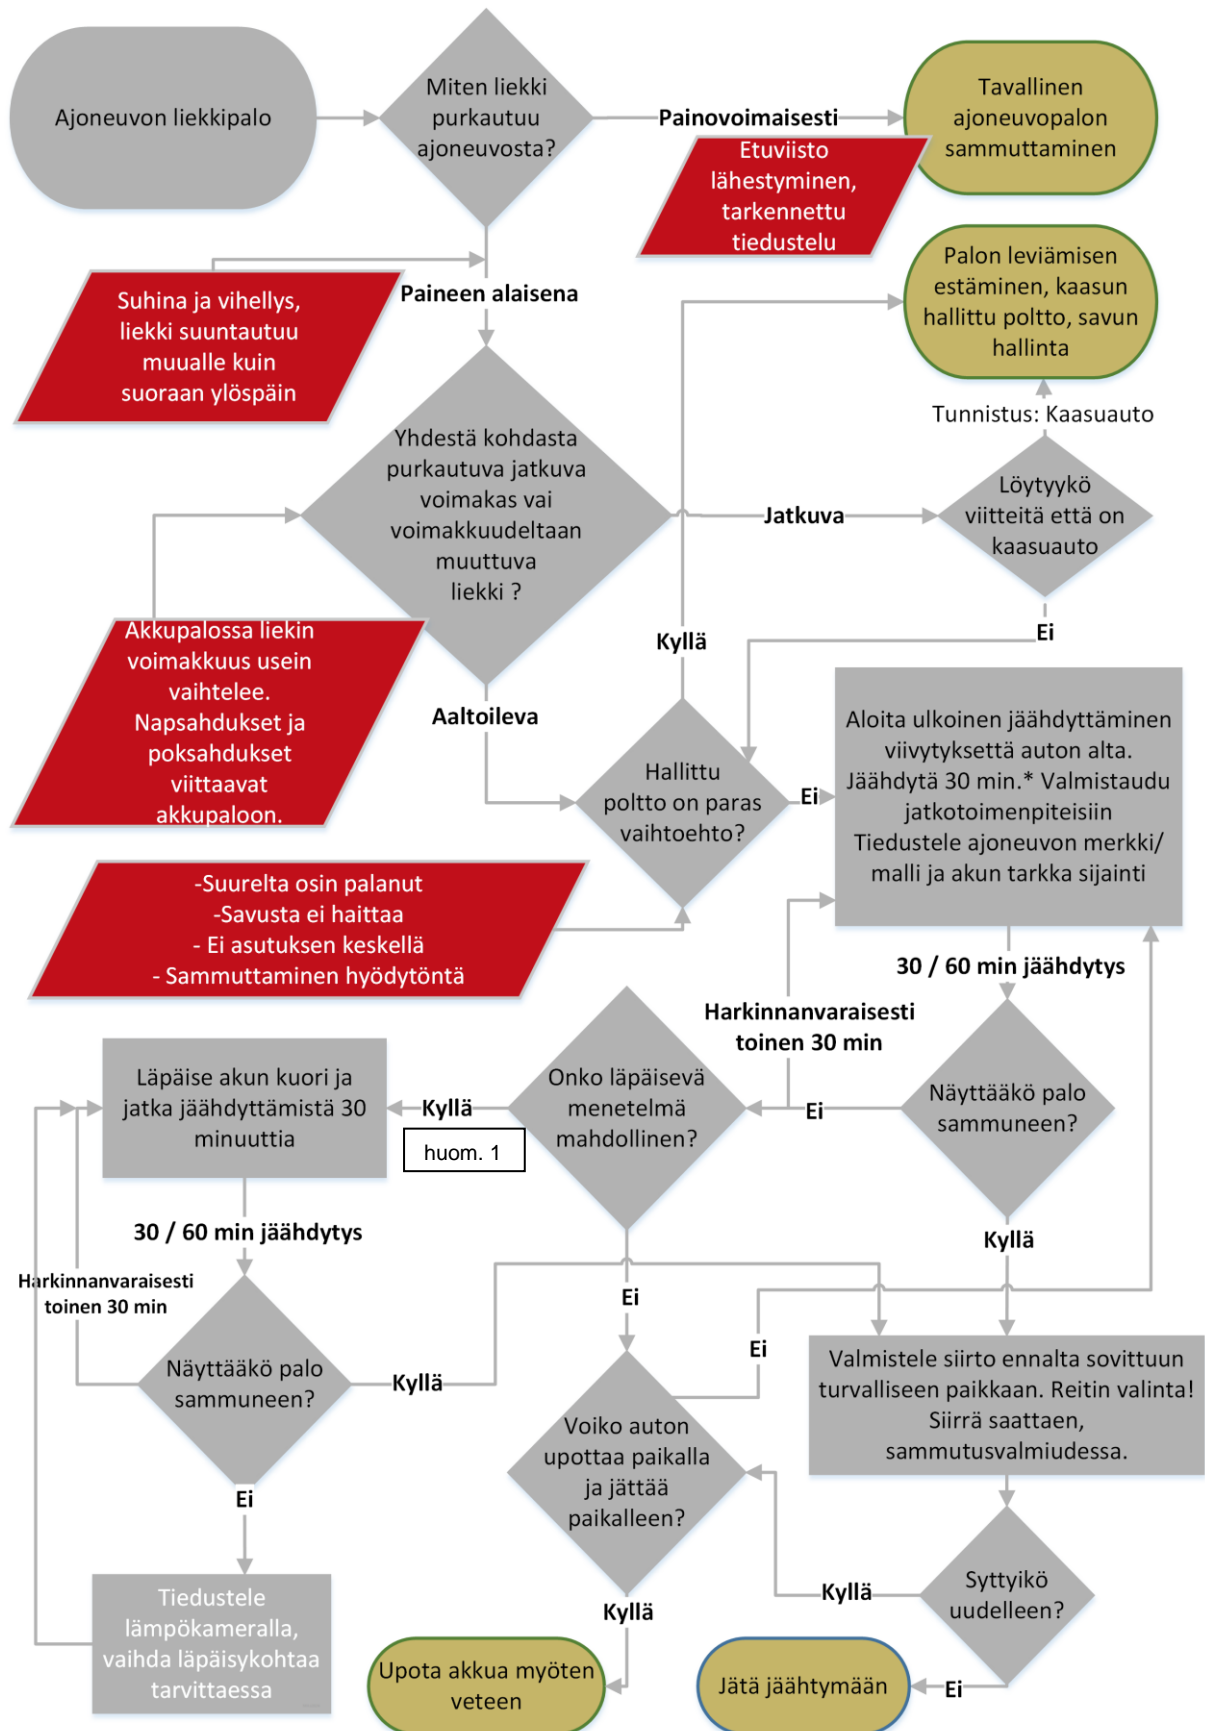 Ajoneuvon liekkipalo
Miten liekki
purkautuu
ajoneuvosta?
Painovoimaisesti
Tavallinen
ajoneuvopalon
sammuttaminen
Etuviisto
lähestyminen,
tarkennettu
tiedustelu
Suhina ja vihellys,
liekki suuntautuu
muualle kuin
suoraan ylöspäin
Paineen alaisena
Palon leviämisen
estäminen, kaasun
hallittu poltto, savun
hallinta
Tunnistus: Kaasuauto
Yhdestä kohdasta
purkautuva jatkuva
voimakas vai
voimakkuudeltaan
muuttuva
liekki ?
Jatkuva
Löytyykö
viitteitä että on
kaasuauto
Ei
Akkupalossa liekin
voimakkuus usein
vaihtelee.
Napsahdukset ja
poksahdukset
viittaavat
akkupaloon.
Aaltoileva
Kyllä
Hallittu
poltto on paras
vaihtoehto?
Ei
Aloita ulkoinen jäähdyttäminen
viivytyksettä auton alta.
Jäähdytä 30 min.* Valmistaudu
jatkotoimenpiteisiin
Tiedustele ajoneuvon merkki/
malli ja akun tarkka sijainti
-Suurelta osin palanut
-Savusta ei haittaa
- Ei asutuksen keskellä
- Sammuttaminen hyödytöntä
30 / 60 min jäähdytys
Harkinnanvaraisesti
toinen 30 min
Näyttääkö palo
sammuneen?
Ei
Onko läpäisevä
menetelmä
mahdollinen?
Kyllä
huom. 1
Läpäise akun kuori ja
jatka jäähdyttämistä 30
minuuttia
30 / 60 min jäähdytys
Harkinnanvaraisesti
toinen 30 min
Näyttääkö palo
sammuneen?
Kyllä
Ei
Kyllä
Ei
Ei
Valmistele siirto ennalta sovittuun
turvalliseen paikkaan. Reitin valinta!
Siirrä saattaen,
sammutusvalmiudessa.
Voiko auton
upottaa paikalla
ja jättää
paikalleen?
Tiedustele
lämpökameralla,
vaihda läpäisykohtaa
tarvittaessa
Kyllä
Kyllä
Syttyikö
uudelleen?
Upota akkua myöten
veteen
Jätä jäähtymään
Ei